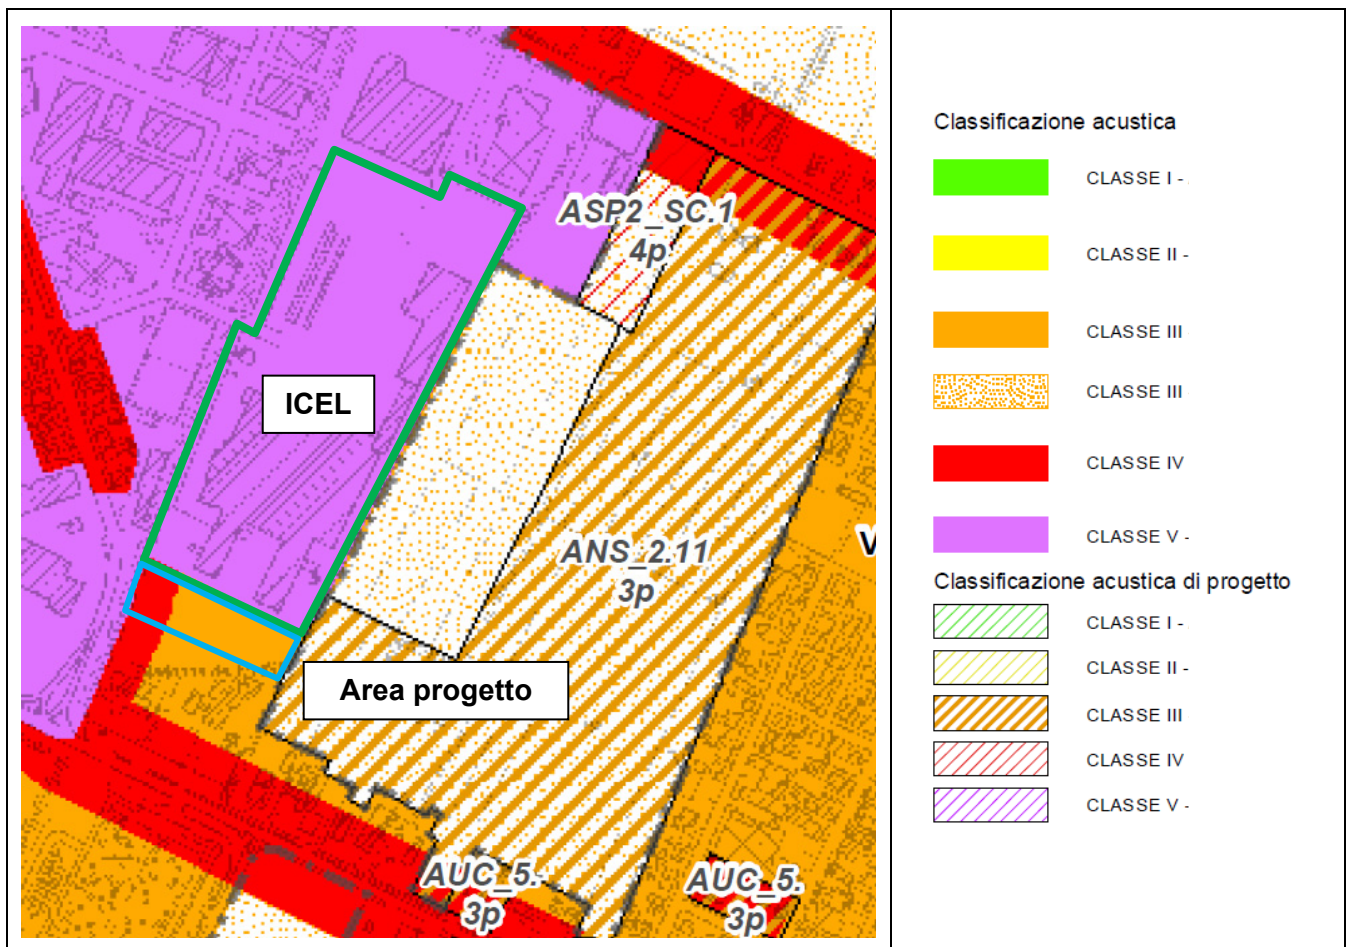 ASP2_SC.1
4p
ICEL
ANS_2.11
3p
V
Area progetto
AUC_5.
3p
AUC_5.
3p
Classificazione acustica
CLASSE I -
CLASSE II -
CLASSE III
CLASSE III
CLASSE IV
CLASSE V -
Classificazione acustica di progetto
CLASSE I -
CLASSE II -
CLASSE III
CLASSE IV
CLASSE V -